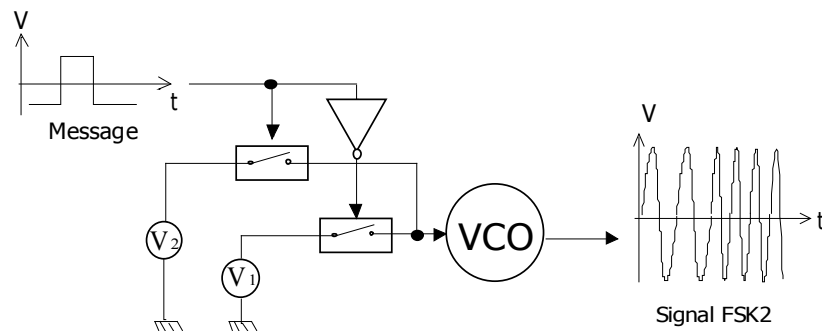 V
t
Message
V₂
V₁
VCO
V
t
Signal FSK2